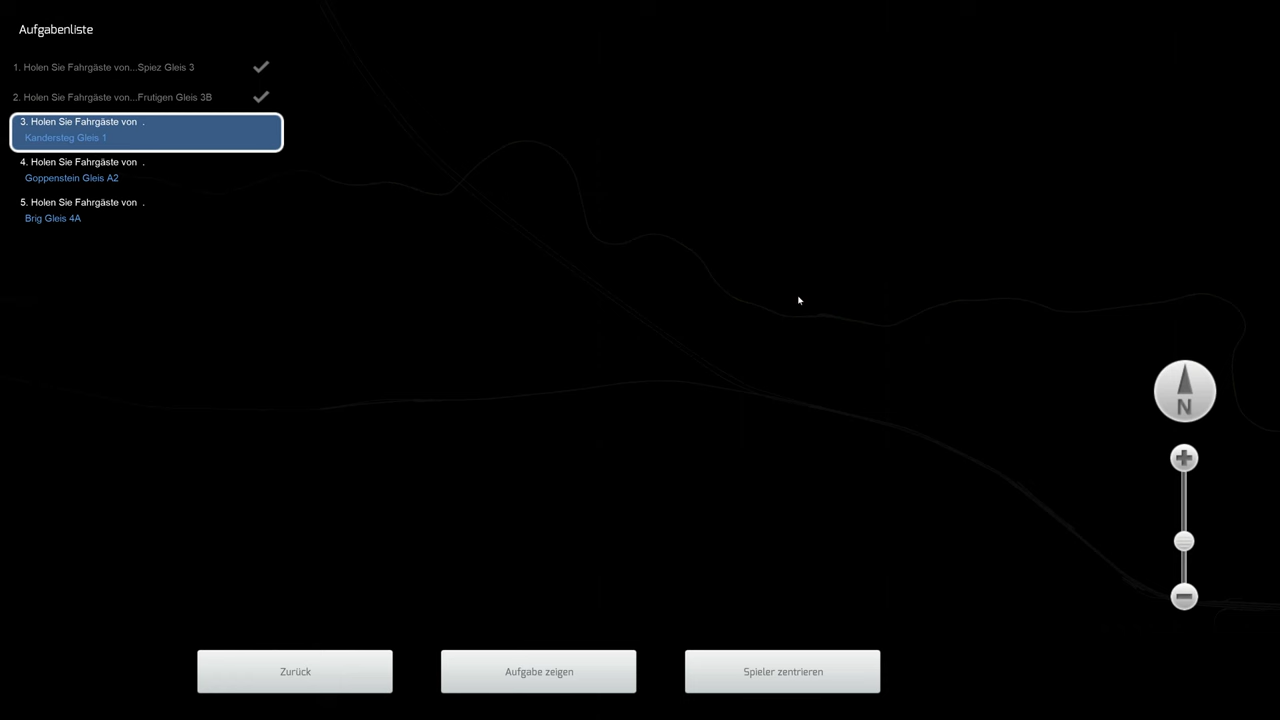 Aufgabenliste
1. Holen Sie Fahrgäste von...Spiez Gleis 3
2. Holen Sie Fahrgäste von...Frutigen Gleis 3B
3. Holen Sie Fahrgäste von .
Kandersteg Gleis 1
4. Holen Sie Fahrgäste von .
Goppenstein Gleis A2
5. Holen Sie Fahrgäste von .
Brig Gleis 4A
N
Zurück
Aufgabe zeigen
Spieler zentrieren